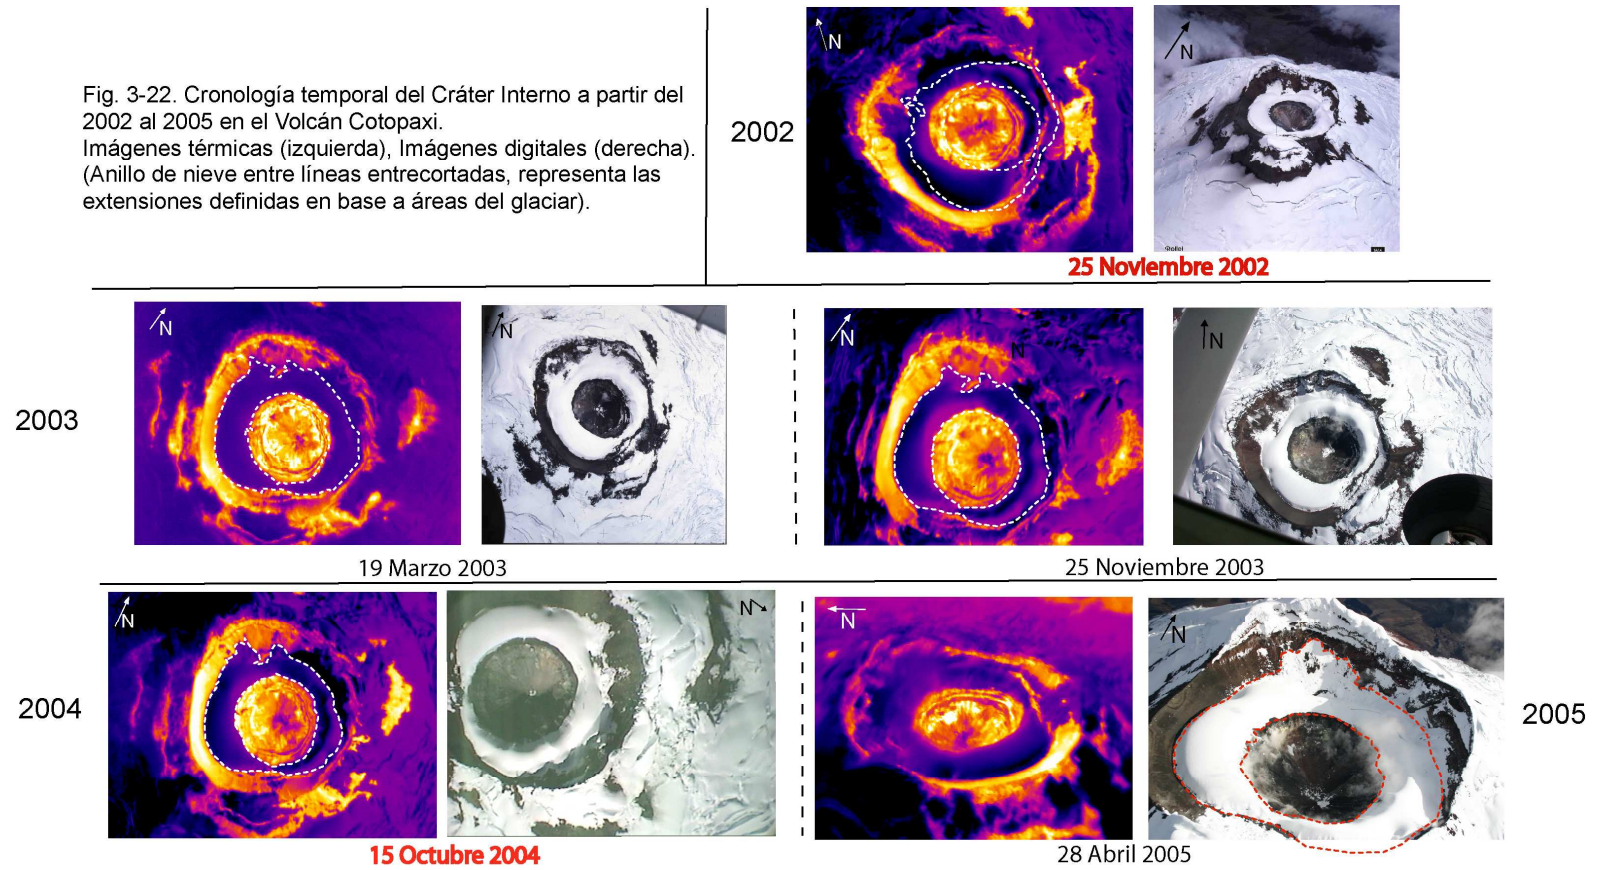 Fig. 3-22. Cronología temporal del Cráter Interno a partir del
2002 al 2005 en el Volcán Cotopaxi.
Imágenes térmicas (izquierda), Imágenes digitales (derecha).
(Anillo de nieve entre líneas entrecortadas, representa las
extensiones definidas en base a áreas del glaciar).
2002
N
N
Rollei
25 Noviembre 2002
2003
N
N
N
N
N
19 Marzo 2003
25 Noviembre 2003
2004
N
N
N
N
2005
15 Octubre 2004
28 Abril 2005